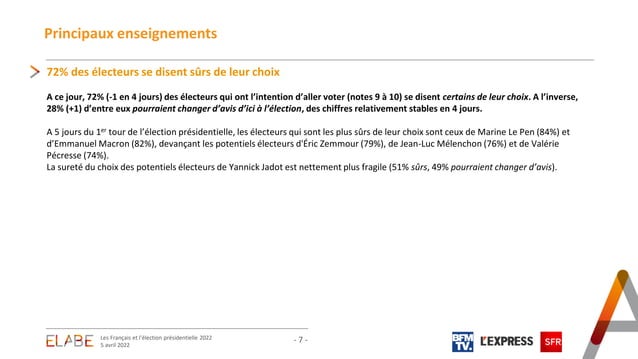 Principaux enseignements
72% des électeurs se disent sûrs de leur choix
A ce jour, 72% (-1 en 4 jours) des électeurs qui ont l’intention d’aller voter (notes 9 à 10) se disent certains de leur choix. A l’inverse,
28% (+1) d’entre eux pourraient changer d’avis d’ici à l’élection, des chiffres relativement stables en 4 jours.
A 5 jours du 1er tour de l’élection présidentielle, les électeurs qui sont les plus sûrs de leur choix sont ceux de Marine Le Pen (84%) et
d’Emmanuel Macron (82%), devançant les potentiels électeurs d’Éric Zemmour (79%), de Jean-Luc Mélenchon (76%) et de Valérie
Pécresse (74%).
La sureté du choix des potentiels électeurs de Yannick Jadot est nettement plus fragile (51% sûrs, 49% pourraient changer d’avis).
ELABE
Les Français et l'élection présidentielle 2022
5 avril 2022
- 7 -
BFM
TV.
L'EXPRESS
SFR